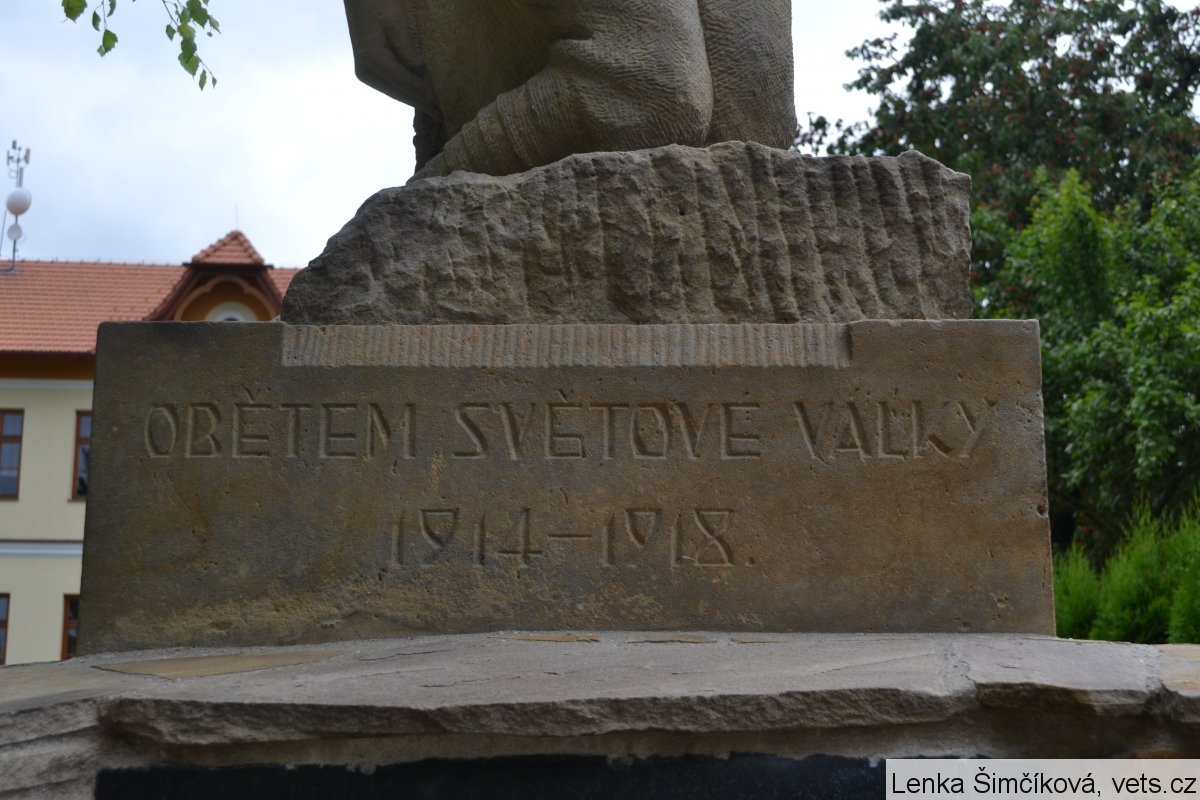 OBĚTEM SVĚTOVÉ VÁLKY
1914–1918.
Lenka Šimčíková, vets.cz